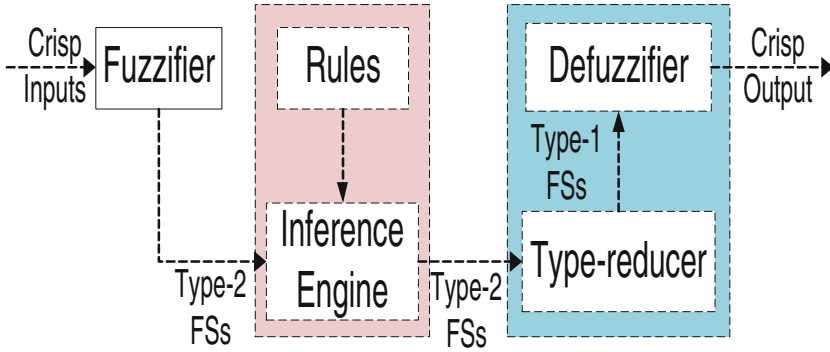 Crisp
Inputs
Fuzzifier
Rules
Defuzzifier
Crisp
Output
Type-1
FSs
Inference
Engine
Type-reducer
Type-2
FSs
Type-2
FSs